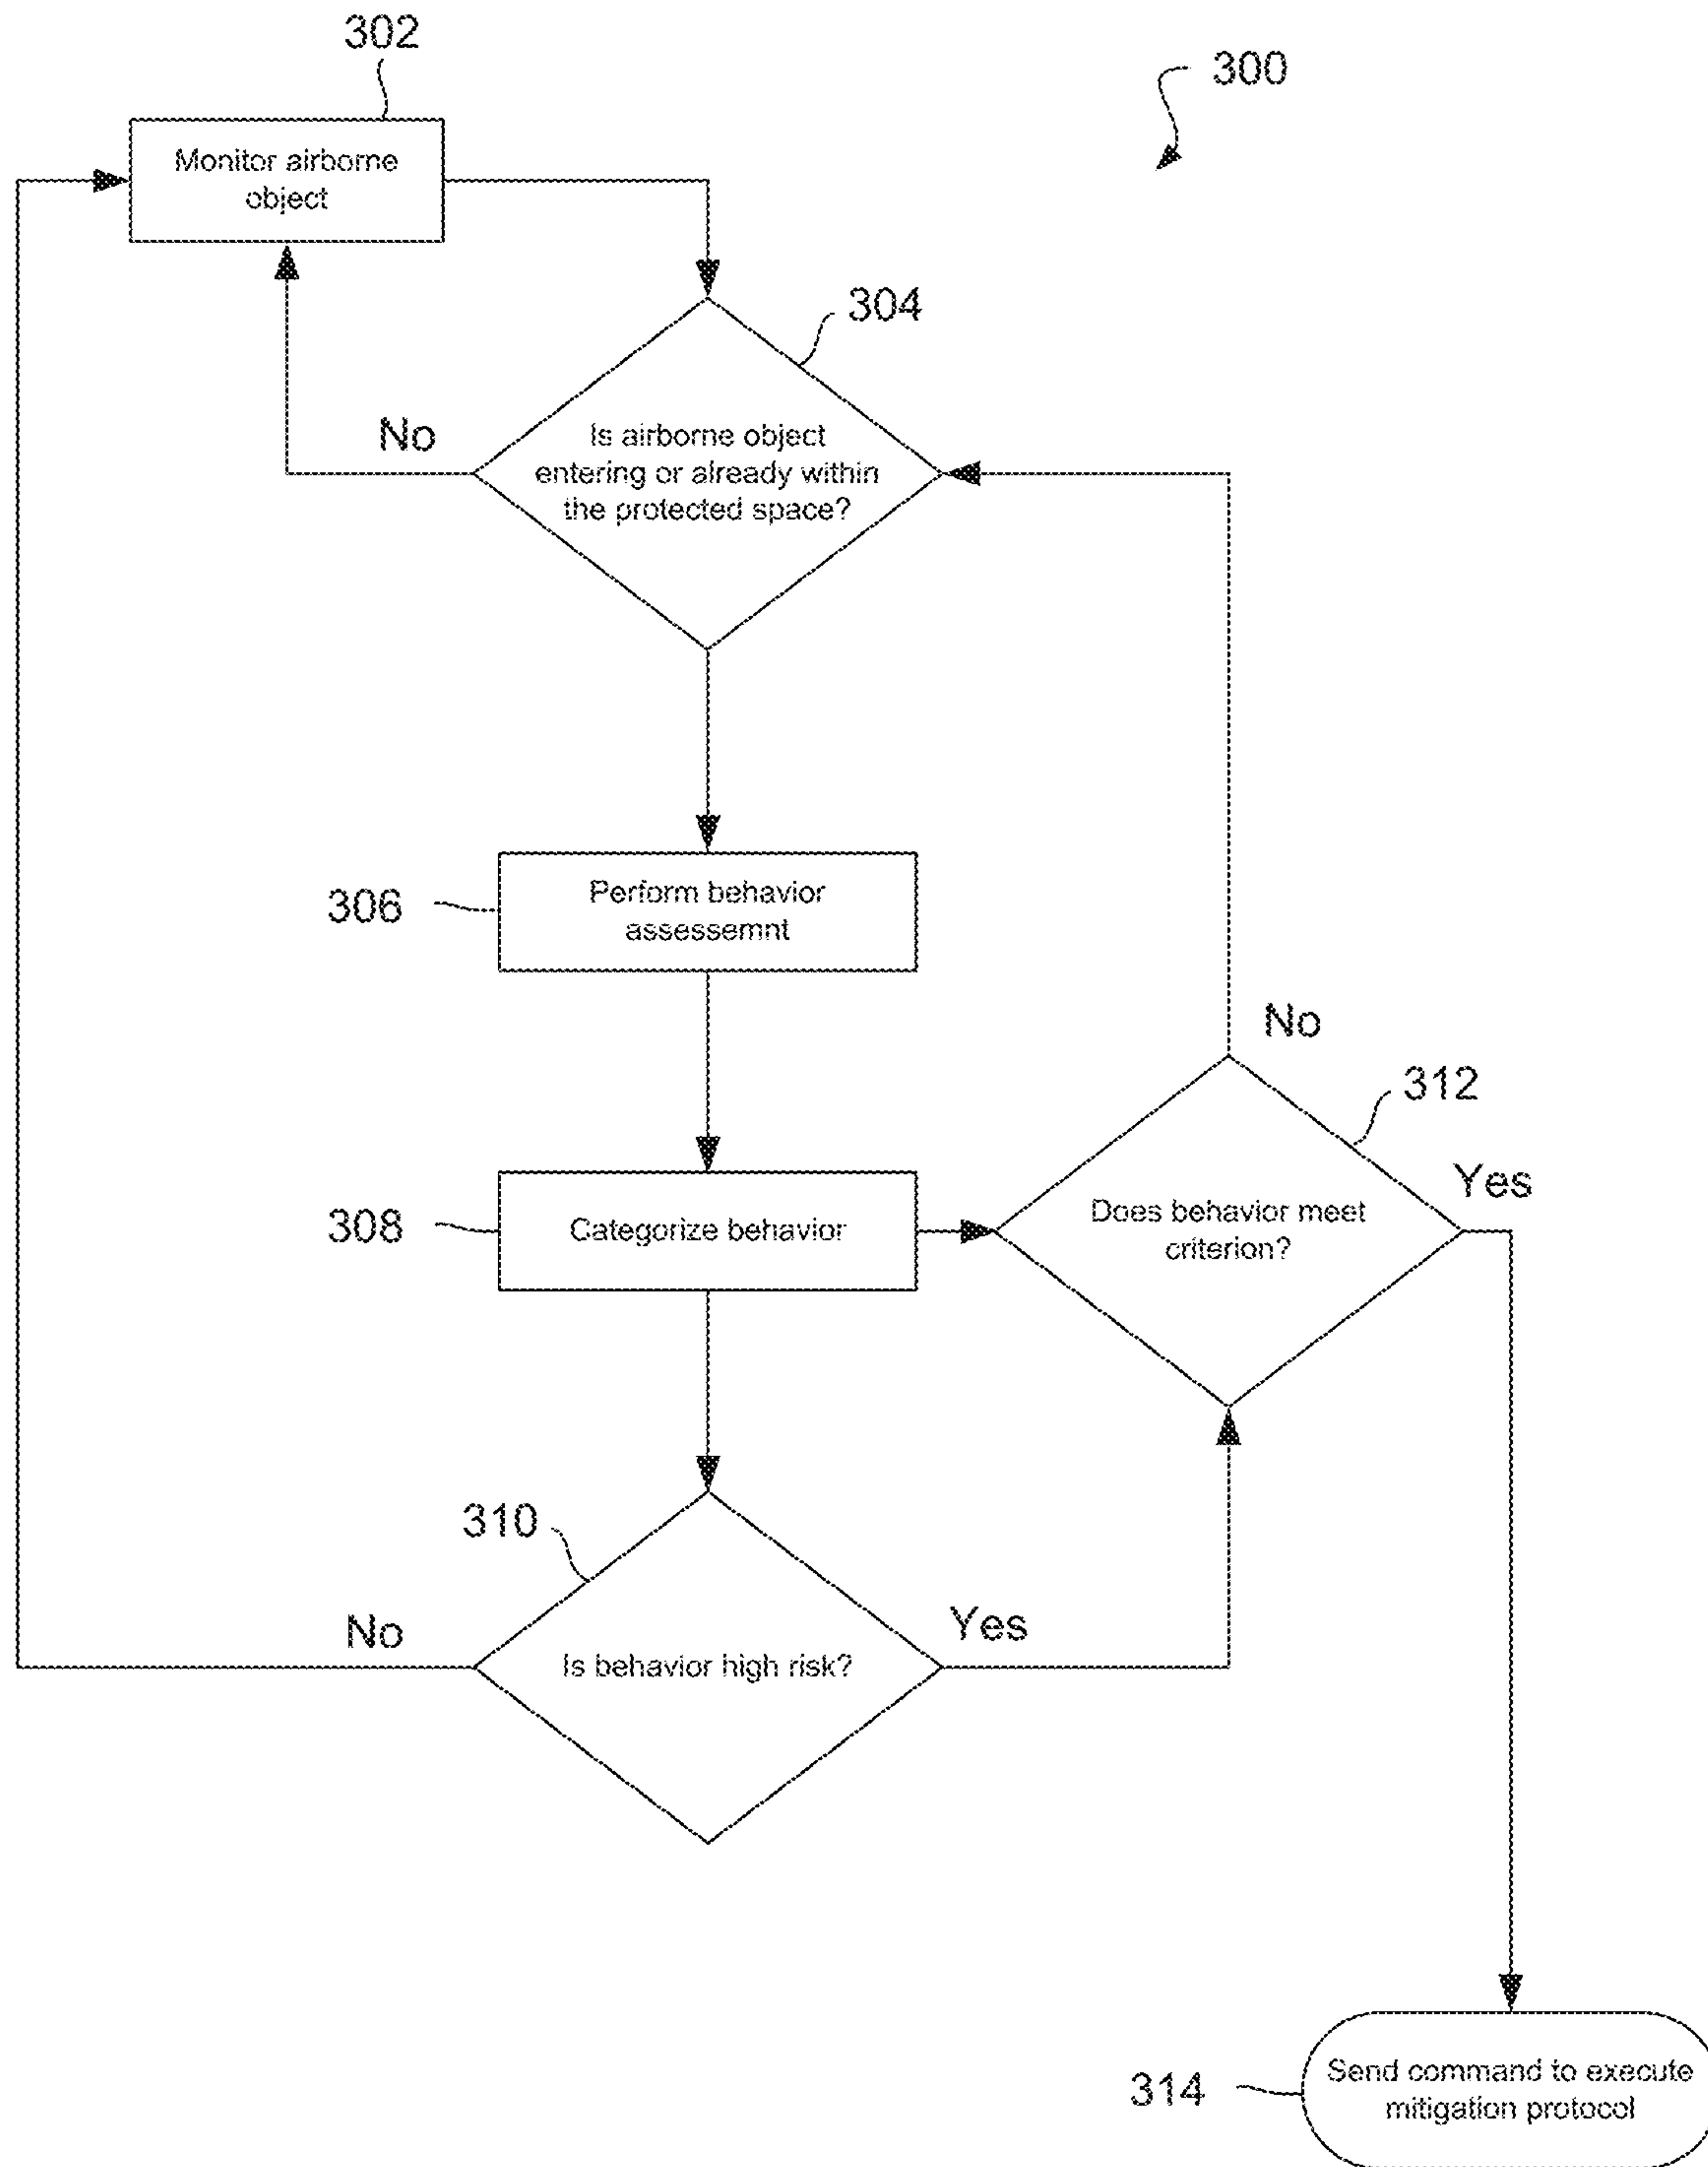 302
300
Monitor airborne
object
304
No
Is airborne object
entering or already within
the protected space?
306
Perform behavior
assessemnt
No
312
Yes
308
Categorize behavior
Does behavior meet
criterion?
310
No
Yes
Is behavior high risk?
314
Send command to execute
mitigation protocol